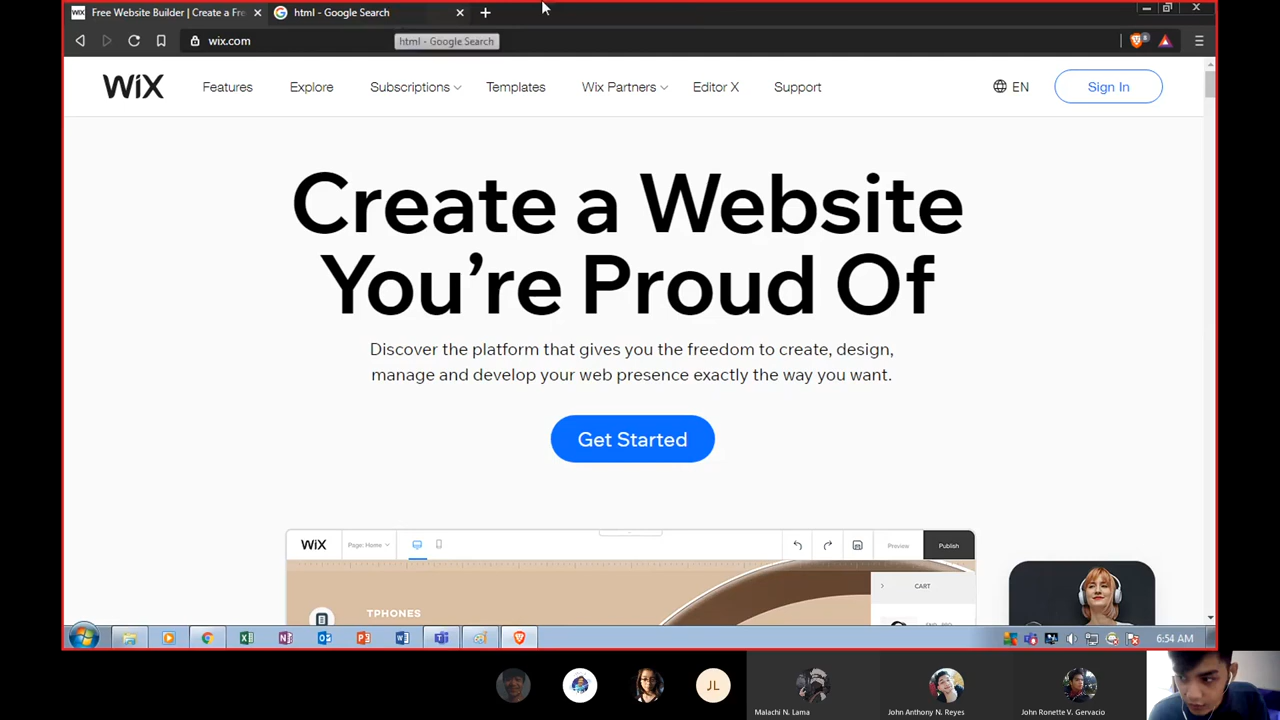 Free Website Builder | Create a Fre
html - Google Search
wix.com
html - Google Search
WiX
Features
Explore
Subscriptions
Templates
Wix Partners
Editor X
Support
EN
Sign In
Create a Website
You're Proud Of
Discover the platform that gives you the freedom to create, design,
manage and develop your web presence exactly the way you want.
Get Started
WiX
Page: Home
Preview
Publish
TPHONES
CART
6:54 AM
JL
Malachi N. Lama
John Anthony N. Reyes
John Ronette V. Gervacio